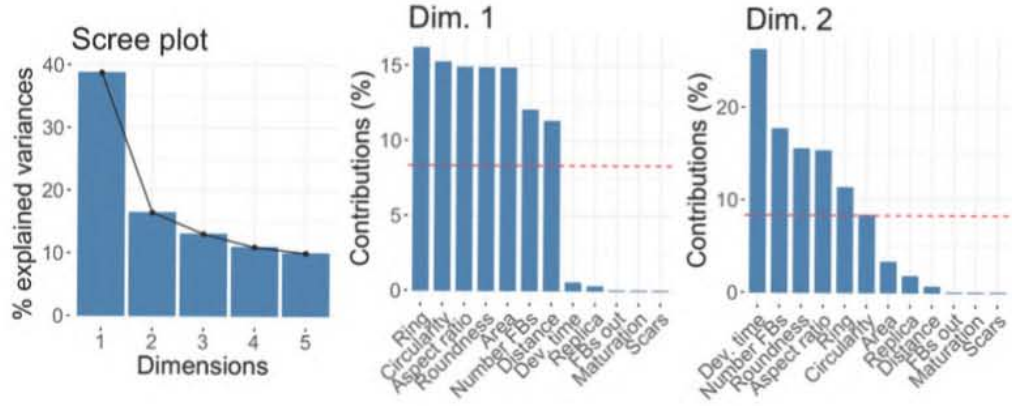 Scree plot
% explained variances
40
30
20
10
0
1 2 3 4 5
Dimensions
Dim. 1
Contributions (%)
15
10
5
0
Ring
Circularity
Aspect ratio
Roundness
Area
Number FBs
Distance
Dev. time
Replica
FBs out
Maturation
Scars
Dim. 2
Contributions (%)
20
10
0
Dev. time
Number FBs
Roundness
Aspect ratio
Ring
Circularity
Area
Replica
Distance
FBs out
Maturation
Scars